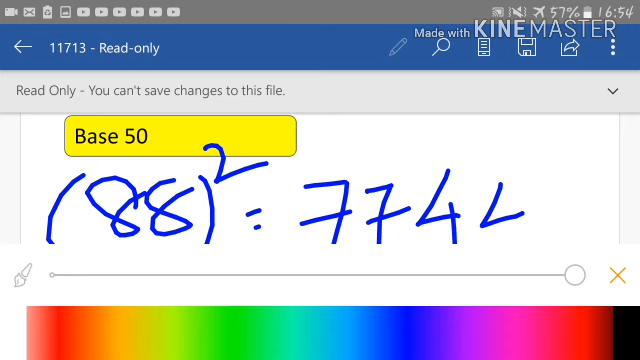 57% 16:54
Made with KINEMASTER
11713 - Read-only
Read Only - You can't save changes to this file.
Base 50
(88)² = 7744